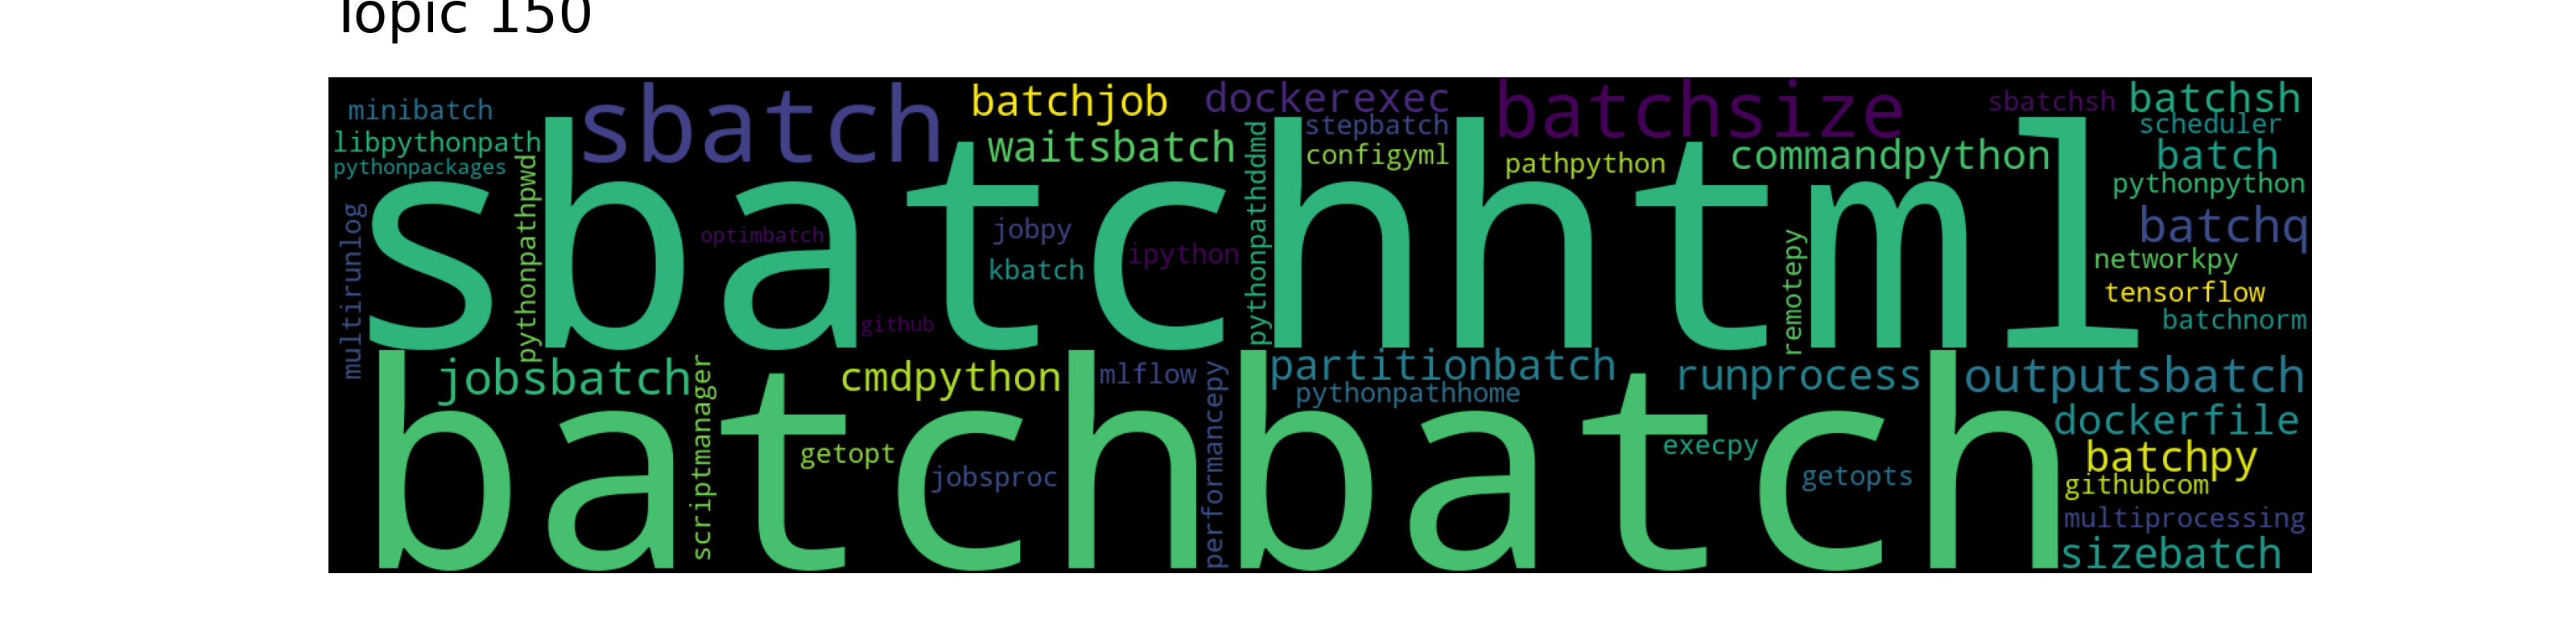 Topic 150
minibatch
sbatch
batchjob
dockerexec
batchsize
sbatchsh
batchsh
libpythonpath
waitsbatch
stepbatch
configyml
pathpython
commandpython
scheduler
batch
pythonpackages
pythonpython
sbatchhtml
multirunlog
pythonpathpwd
optimbatch
jobpy
kbatch
ipython
github
pythonpathddmd
remotepy
batchq
networkpy
tensorflow
batchnorm
jobsbatch
cmdpython
mlflow
partitionbatch
pythonpathhome
runprocess
outputsbatch
batchbatch
scriptmanager
getopt
jobsproc
performancepy
execpy
getopts
dockerfile
batchpy
githubcom
multiprocessing
sizebatch